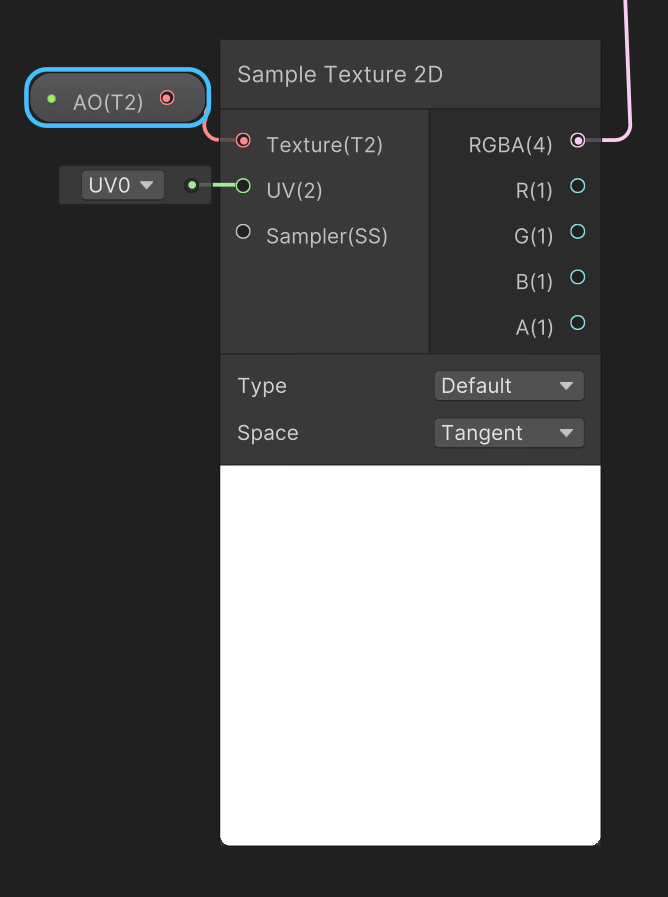 Sample Texture 2D
AO(T2)
Texture(T2)
RGBA(4)
UV0
UV(2)
R(1)
Sampler(SS)
G(1)
B(1)
A(1)
Type
Default
Space
Tangent